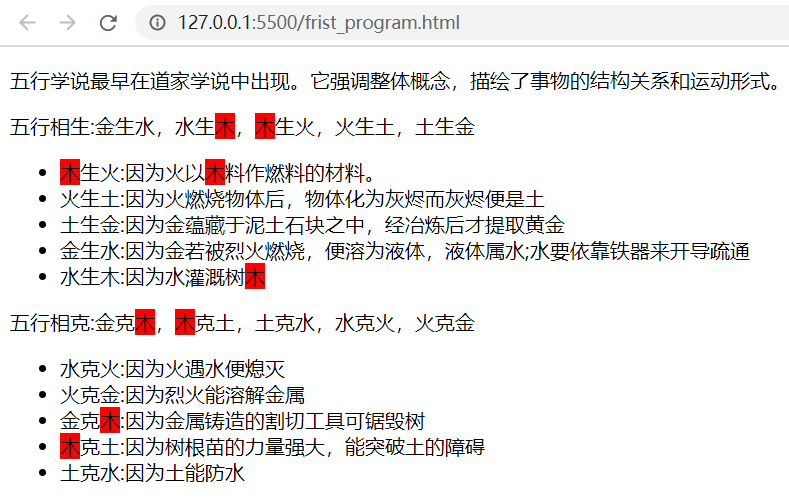 127.0.0.1:5500/frist_program.html
五行学说最早在道家学说中出现。它强调整体概念，描绘了事物的结构关系和运动形式。
五行相生:金生水，水生木，木生火，火生土，土生金
木生火:因为火以木料作燃料的材料。
火生土:因为火燃烧物体后，物体化为灰烬而灰烬便是土
土生金:因为金蕴藏于泥土石块之中，经冶炼后才提取黄金
金生水:因为金若被烈火燃烧，便溶为液体，液体属水;水要依靠铁器来开导疏通
水生木:因为水灌溉树木
五行相克:金克木，木克土，土克水，水克火，火克金
水克火:因为火遇水便熄灭
火克金:因为烈火能溶解金属
金克木:因为金属铸造的割切工具可锯毁树
木克土:因为树根苗的力量强大，能突破土的障碍
土克水:因为土能防水